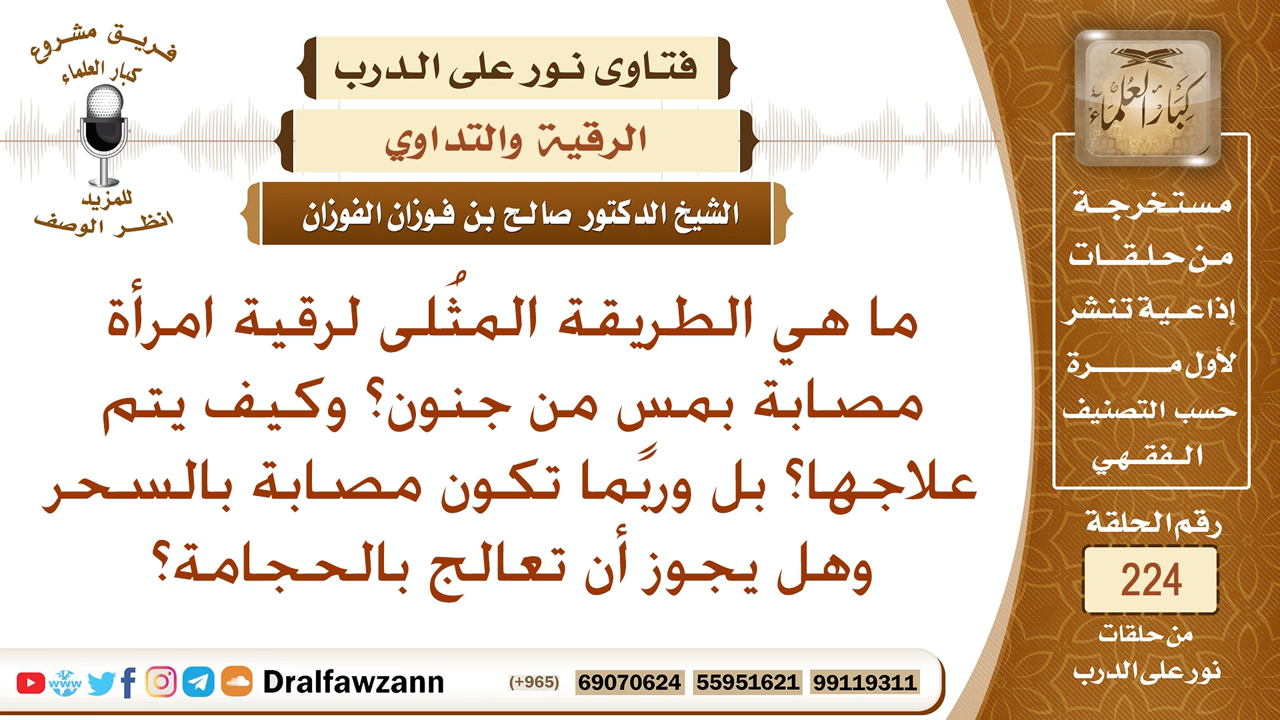 فريق مشروع
كبار العلماء
للمزيد
انظر الوصف
فتاوى نور على الدرب
الرقية والتداوي
الشيخ الدكتور صالح بن فوزان الفوزان
ما هي الطريقة المثُلى لرقية امرأة
مصابة بمسٍ من جنون؟ وكيف يتم
علاجها؟ بل وربًما تكون مصابة بالسحر
وهل يجوز أن تعالج بالحجامة؟
كبار العلماء
مستخرجة
من حلقات
إذاعية تنشر
لأول مرة
حسب التصنيف
الفقهي
رقم الحلقة
224
من حلقات
نور على الدرب
www Dralfawzann (+965) 69070624 55951621 99119311